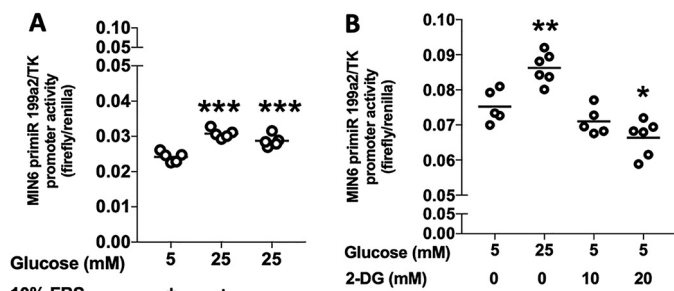 A
MIN6 primiR 199a2/TK
promoter activity
(firefly/renilla)
0.10
0.05
0.05
0.04
0.03
0.02
0.01
0.00
*** ***
Glucose (mM) 5 25 25
B
MIN6 primiR 199a2/TK
promoter activity
(firefly/renilla)
0.10
0.09
0.08
0.07
0.06
0.05
0.05
0.00
**
*
Glucose (mM) 5 25 5 5
2-DG (mM) 0 0 10 20